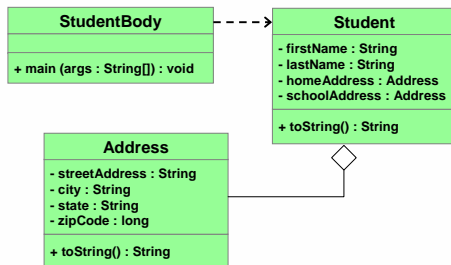 StudentBody
+ main (args : String[]) : void
Student
- firstName : String
- lastName : String
- homeAddress : Address
- schoolAddress : Address
+ toString() : String
Address
- streetAddress : String
- city : String
- state : String
- zipCode : long
+ toString() : String